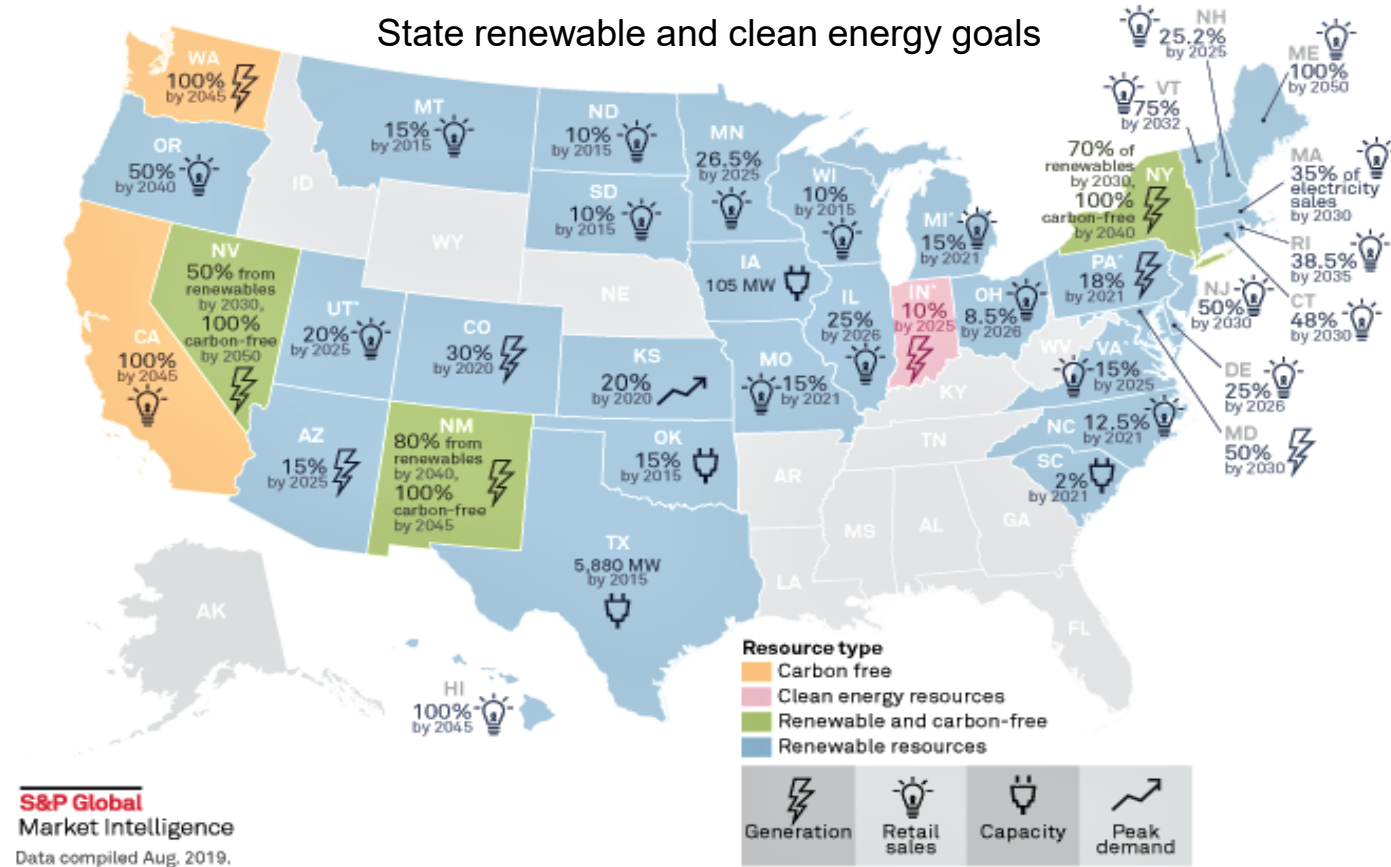 State renewable and clean energy goals
WA
100%
by 2045
OR
50%
by 2040
CA
100%
by 2045
NV
50% from
renewables
by 2030,
100%
carbon-free
by 2050
ID
MT
15%
by 2015
WY
UT*
20%
by 2025
CO
30%
by 2020
AZ
15%
by 2025
NM
80% from
renewables
by 2040,
100%
carbon-free
by 2045
ND
10%
by 2015
SD
10%
by 2015
NE
KS
20%
by 2020
OK
15%
by 2015
TX
5,880 MW
by 2015
MN
26.5%
by 2025
IA
105 MW
MO
15%
by 2021
AR
LA
WI
10%
by 2015
IL
25%
by 2026
MI*
15%
by 2021
IN*
10%
by 2025
OH
8.5%
by 2026
KY
TN
MS
AL
GA
FL
SC
2%
by 2021
NC 12.5%
by 2021
VA*
15%
by 2025
WV
PA*
18%
by 2021
NY
70% of
renewables
by 2030,
100%
carbon-free
by 2040
VT
75%
by 2032
NH
25.2%
by 2025
ME
100%
by 2050
MA
35% of
electricity
sales
by 2030
RI
38.5%
by 2035
CT
48%
by 2030
NJ
50%
by 2030
DE
25%
by 2026
MD
50%
by 2030
AK
HI
100%
by 2045
Resource type
Carbon free
Clean energy resources
Renewable and carbon-free
Renewable resources
Generation
Retail
sales
Capacity
Peak
demand
S&P Global
Market Intelligence
Data compiled Aug. 2019.